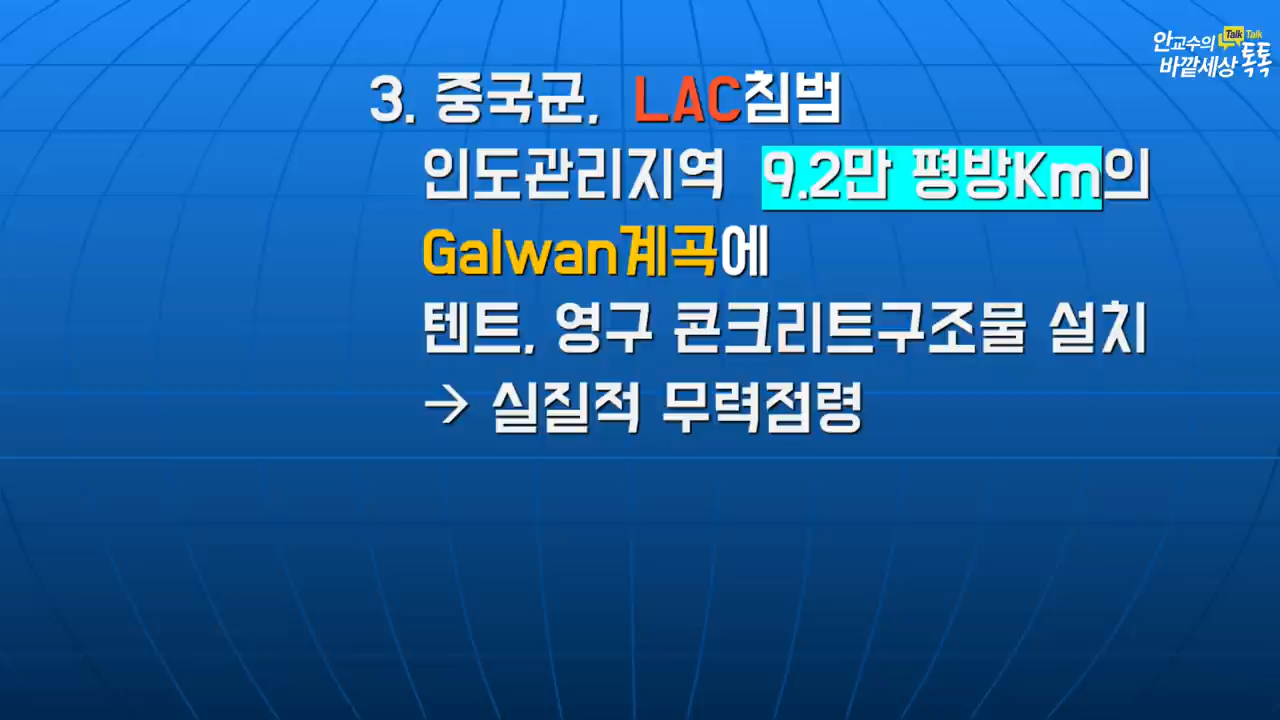 안교수의 Talk Talk
바깥세상 톡톡
3. 중국군, LAC침범
인도관리지역 9.2만 평방Km의
Galwan계곡에
텐트, 영구 콘크리트구조물 설치
→ 실질적 무력점령